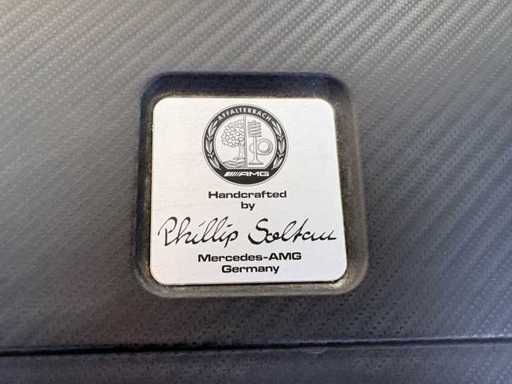 AFFALTERBACH
AMG
Handcrafted
by
Phillip Soltau
Mercedes-AMG
Germany